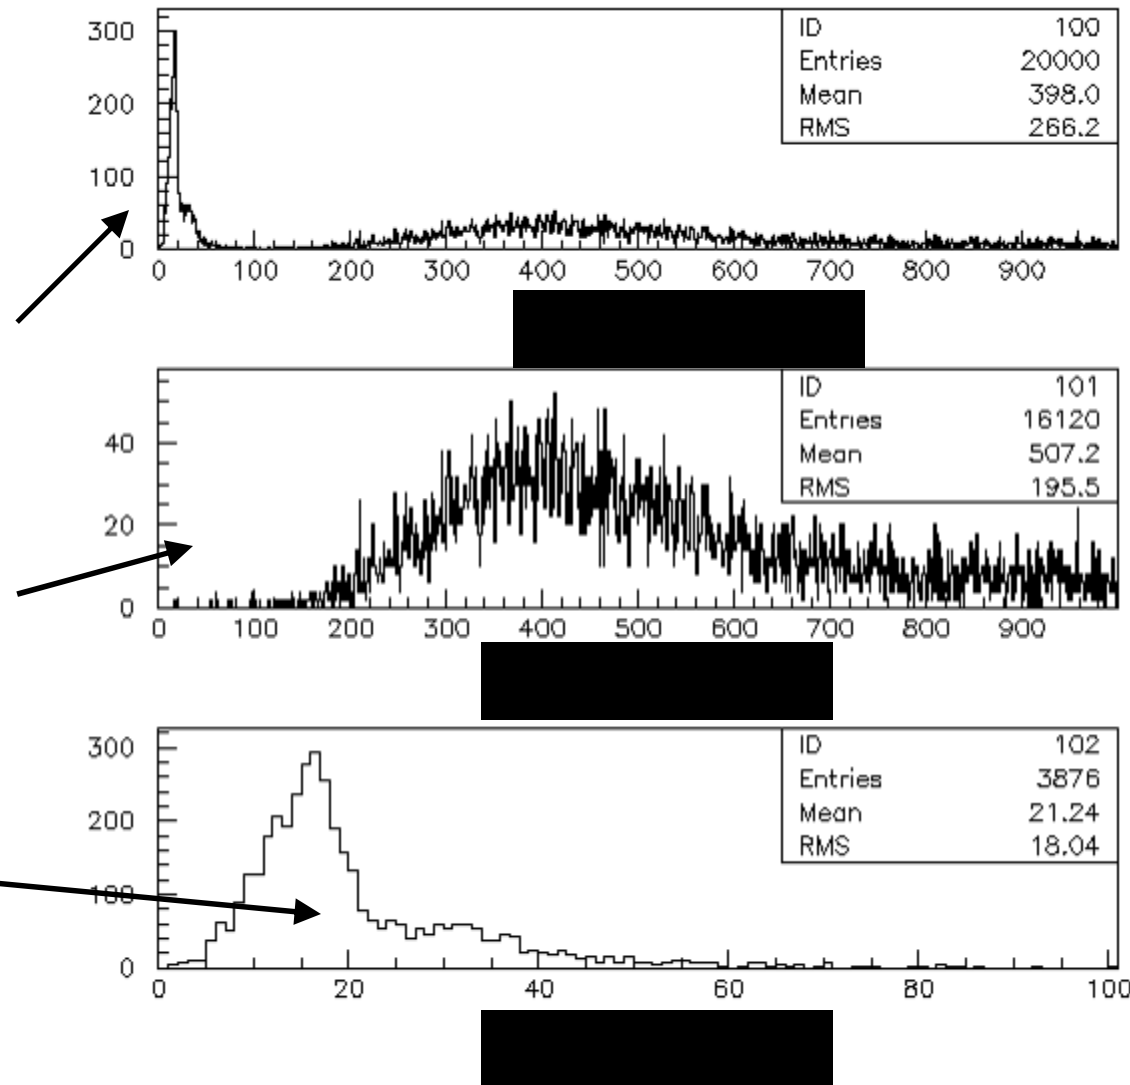 300
200
100
0
0 100 200 300 400 500 600 700 800 900
ID 100
Entries 20000
Mean 398.0
RMS 266.2
40
20
0
0 100 200 300 400 500 600 700 800 900
ID 101
Entries 16120
Mean 507.2
RMS 195.5
300
200
100
0
0 20 40 60 80 100
ID 102
Entries 3876
Mean 21.24
RMS 18.04